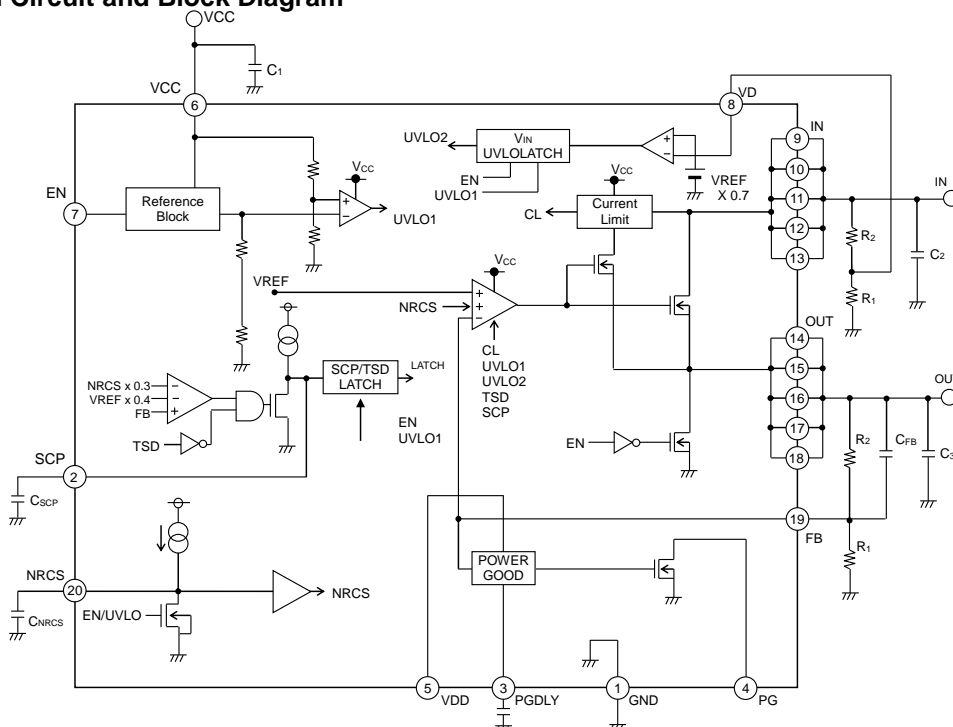 Circuit and Block Diagram
VCC
C1
VCC
6
8
VD
IN
9
10
11
12
13
IN
EN
7
Reference
Block
VCC
UVLO1
UVLO2
VIN
UVLOLATCH
EN
UVLO1
VREF
X 0.7
VCC
CL
Current
Limit
R2
C2
R1
VREF
NRCS
VCC
CL
UVLO1
UVLO2
TSD
SCP
OUT
14
15
16
17
18
NRCS x 0.3
VREF x 0.4
FB
TSD
SCP/TSD
LATCH
LATCH
EN
UVLO1
EN
R2
CFB
SCP
2
CSCP
19
FB
R1
NRCS
20
CNRCS
EN/UVLO
NRCS
POWER
GOOD
5
VDD
3
PGDLY
1
GND
4
PG